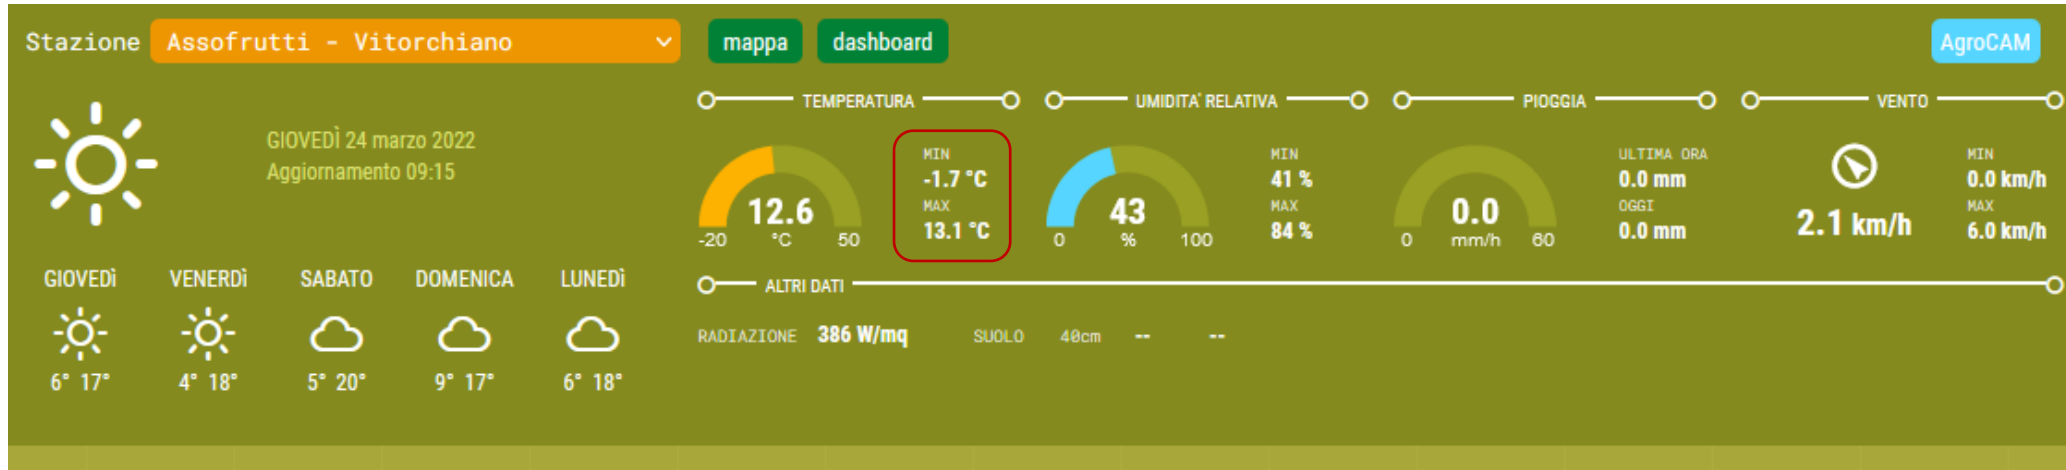 Stazione Assofrutti - Vitorchiano mappa dashboard AgroCAM
GIOVEDÌ 24 marzo 2022
Aggiornamento 09:15
GIOVEDÌ VENERDÌ SABATO DOMENICA LUNEDÌ
6° 17° 4° 18° 5° 20° 9° 17° 6° 18°
TEMPERATURA
12.6
°C
-20 50
MIN
-1.7 °C
MAX
13.1 °C
UMIDITA' RELATIVA
43
%
0 100
MIN
41 %
MAX
84 %
PIOGGIA
0.0
mm/h
0 60
ULTIMA ORA
0.0 mm
OGGI
0.0 mm
VENTO
2.1 km/h
MIN
0.0 km/h
MAX
6.0 km/h
ALTRI DATI
RADIAZIONE 386 W/mq SUOLO 40cm -- --